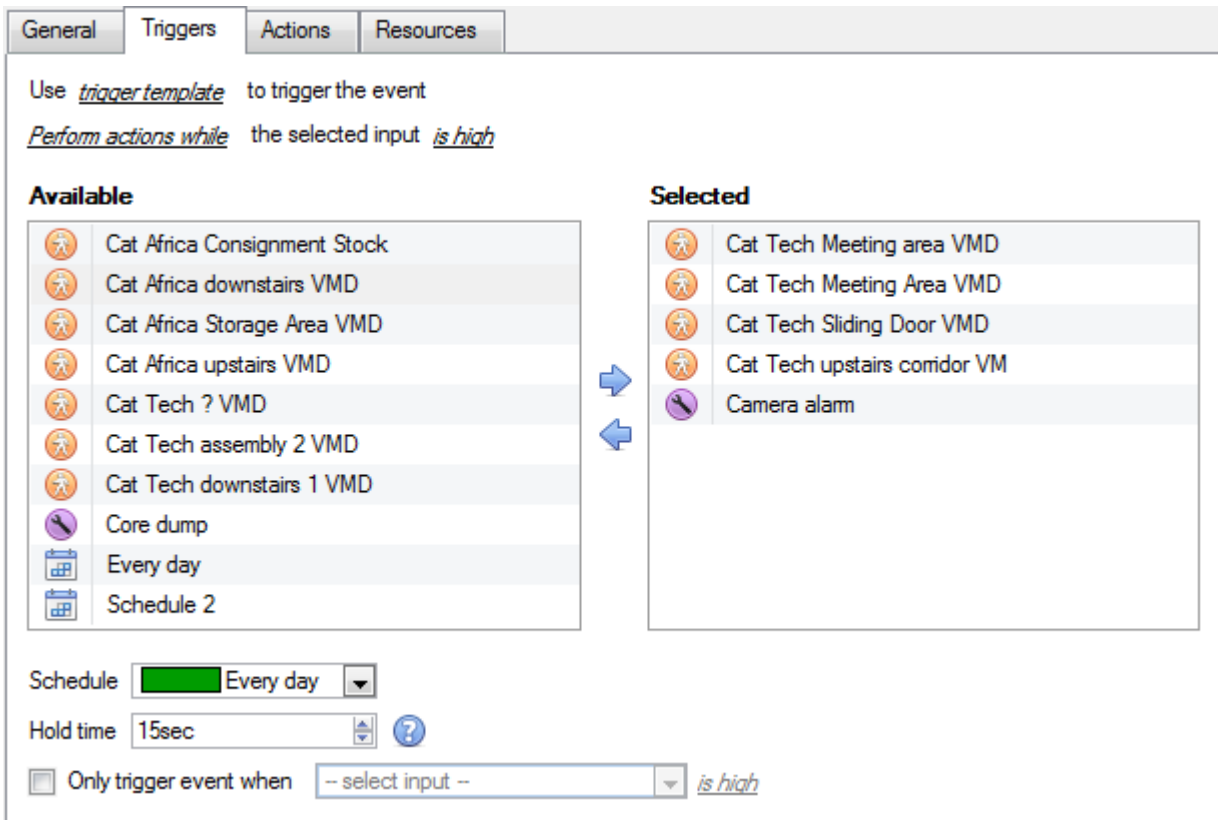 General Triggers Actions Resources
Use trigger template to trigger the event
Perform actions while the selected input is high
Available
Cat Africa Consignment Stock
Cat Africa downstairs VMD
Cat Africa Storage Area VMD
Cat Africa upstairs VMD
Cat Tech ? VMD
Cat Tech assembly 2 VMD
Cat Tech downstairs 1 VMD
Core dump
Every day
Schedule 2
Selected
Cat Tech Meeting area VMD
Cat Tech Meeting Area VMD
Cat Tech Sliding Door VMD
Cat Tech upstairs corridor VM
Camera alarm
Schedule Every day
Hold time 15sec ?
Only trigger event when -- select input -- is high